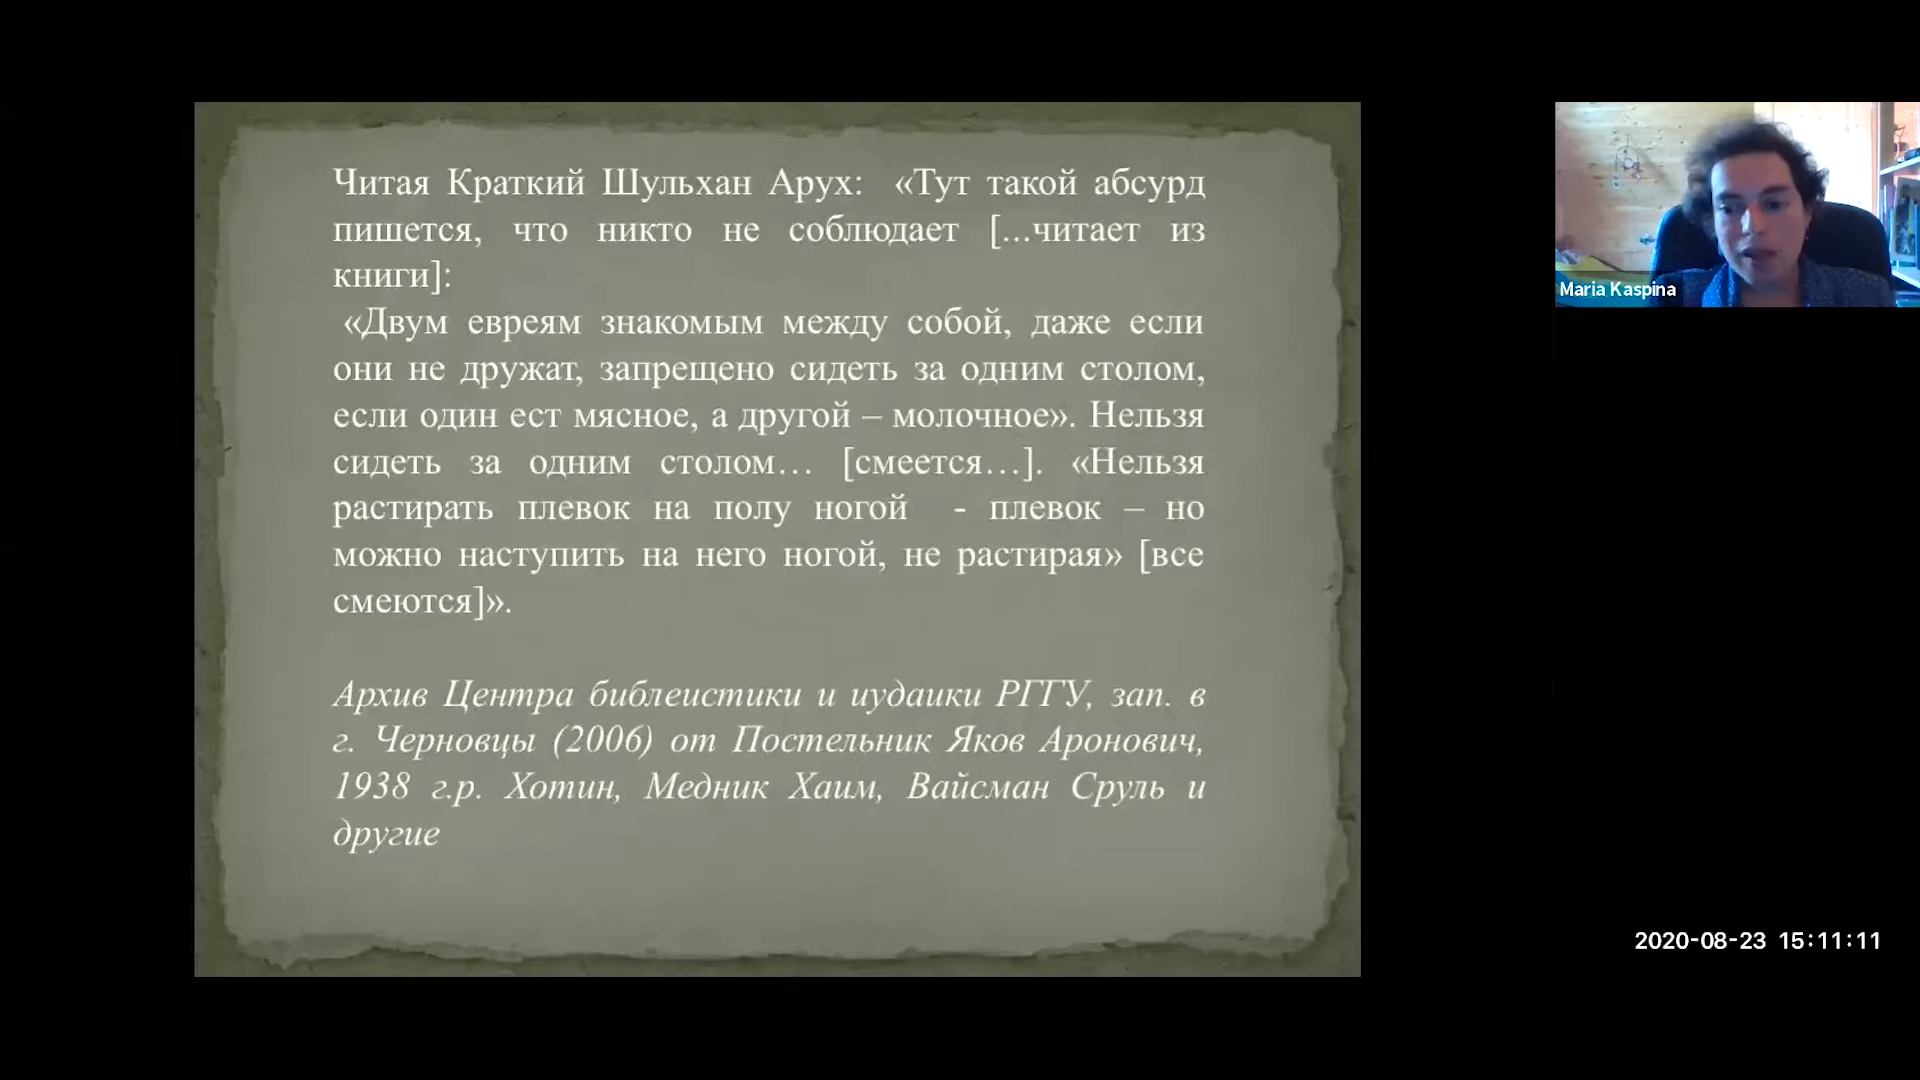 Читая Краткий Шульхан Арух: «Тут такой абсурд
пишется, что никто не соблюдает [...читает из
книги]:
«Двум евреям знакомым между собой, даже если
они не дружат, запрещено сидеть за одним столом,
если один ест мясное, а другой – молочное». Нельзя
сидеть за одним столом… [смеется…]. «Нельзя
растирать плевок на полу ногой - плевок – но
можно наступить на него ногой, не растирая» [все
смеются]».
Архив Центра библеистики и иудаики РГГУ, зап. в
г. Черновцы (2006) от Постельник Яков Аронович,
1938 г.р. Хотин, Медник Хаим, Вайсман Сруль и
другие
Maria Kaspina
2020-08-23 15:11:11